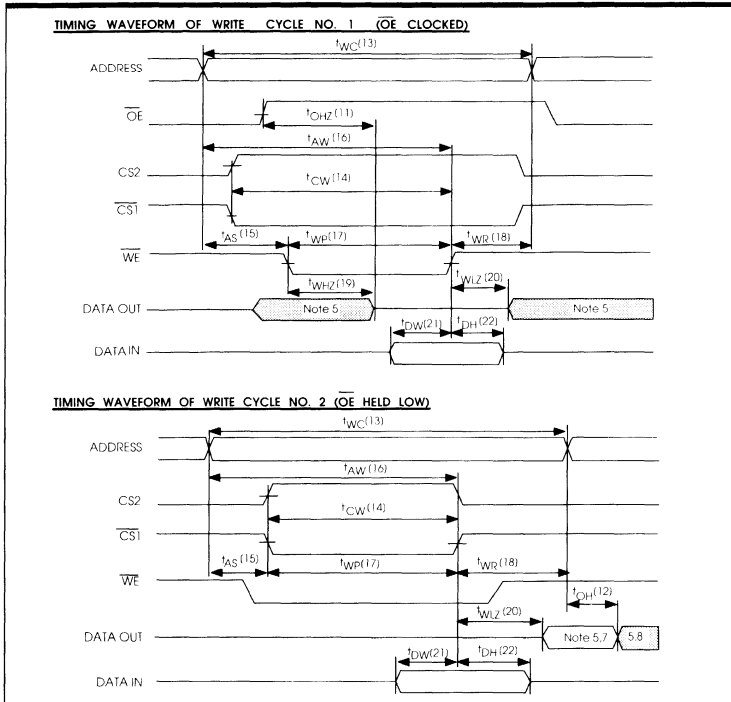 TIMING WAVEFORM OF WRITE CYCLE NO. 1 (OE CLOCKED)
tWC(13)
ADDRESS
OE
tOHZ(11)
tAW(16)
CS2
tCW(14)
CS1
tAS(15) tWP(17) tWR(18)
WE
tWHZ(19) tWLZ(20)
DATA OUT Note 5 Note 5
tDW(21) tDH(22)
DATA IN
TIMING WAVEFORM OF WRITE CYCLE NO. 2 (OE HELD LOW)
tWC(13)
ADDRESS
tAW(16)
CS2
tCW(14)
CS1
tAS(15) tWP(17) tWR(18)
WE
tOH(12)
tWLZ(20)
DATA OUT Note 5.7 5.8
tDW(21) tDH(22)
DATA IN